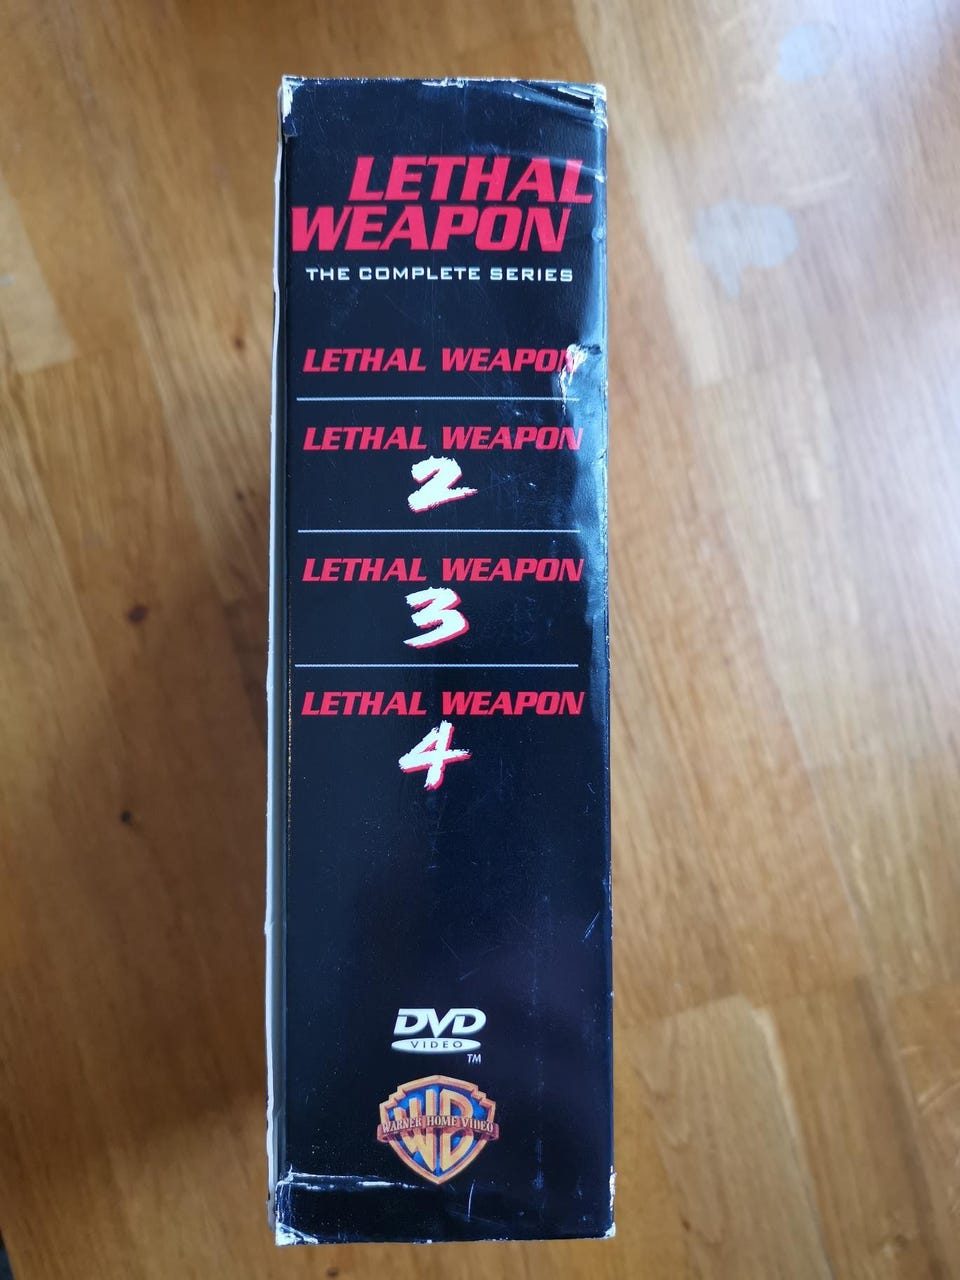 LETHAL
WEAPON
THE COMPLETE SERIES
LETHAL WEAPON
LETHAL WEAPON
2
LETHAL WEAPON
3
LETHAL WEAPON
4
DVD
VIDEO
TM
WB
WARNER HOME VIDEO